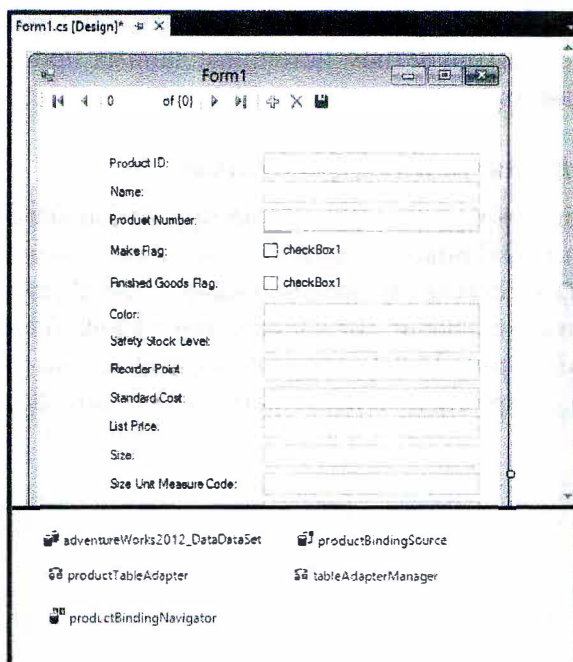 Form1.cs [Design]*
Form1
0 of {0}
Product ID:
Name:
Product Number:
Make Flag: checkBox1
Finished Goods Flag: checkBox1
Color:
Safety Stock Level:
Reorder Point:
Standard Cost:
List Price:
Size:
Size Unit Measure Code:
adventureWorks2012_DataDataSet productBindingSource
productTableAdapter tableAdapterManager
productBindingNavigator